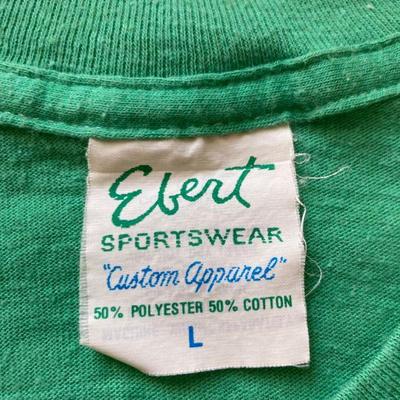 Ebert
SPORTSWEAR
"Custom Apparel"
50% POLYESTER 50% COTTON
L